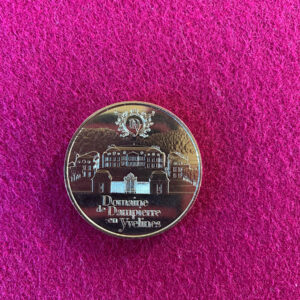 Domaine
de Dampierre
en
Yvelines